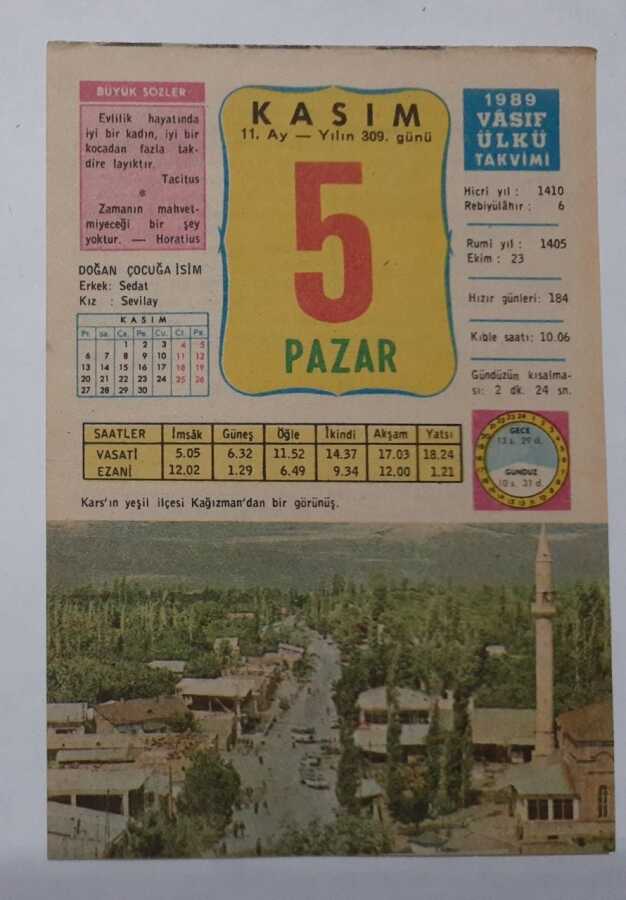 BÜYÜK SÖZLER
Evlilik hayatında
iyi bir kadın, iyi bir
kocadan fazla tak-
dire layıktır.
Tacitus
*
Zamanın mahvet-
miyeceği bir şey
yoktur. — Horatius
DOĞAN ÇOCUĞA İSİM
Erkek: Sedat
Kız : Sevilay
KASIM
Pt. Sa. Ça. Pe. Cu. Ct. Pa.
1 2 3 4 5
6 7 8 9 10 11 12
13 14 15 16 17 18 19
20 21 22 23 24 25 26
27 28 29 30
KASIM
11. Ay — Yılın 309. günü
5
PAZAR
1989
VÂSIF
ÜLKÜ
TAKVİMİ
Hicri yıl : 1410
Rebiyülâhır : 6
Rumi yıl : 1405
Ekim : 23
Hızır günleri: 184
Kıble saati: 10.06
Gündüzün kısalma-
sı: 2 dk. 24 sn.
SAATLER İmsâk Güneş Öğle İkindi Akşam Yatsı
VASATİ 5.05 6.32 11.52 14.37 17.03 18.24
EZANİ 12.02 1.29 6.49 9.34 12.00 1.21
GECE
13 s. 29 d.
GÜNDÜZ
10 s. 31 d.
Kars'ın yeşil ilçesi Kağızman'dan bir görünüş.